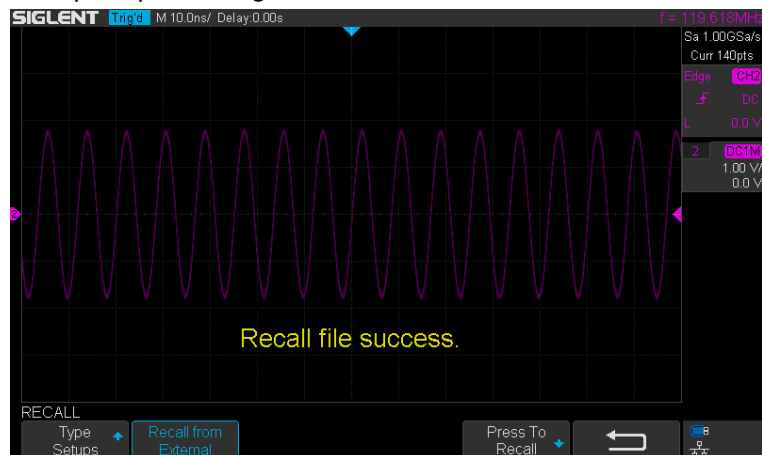 SIGLENT Trig'd M 10.0ns/ Delay:0.00s f = 119.618MHz
Sa 1.00GSa/s
Curr 140pts
Edge CH2
DC
L 0.0 V
2 DC1M
1.00 V/
0.0 V
2
Recall file success.
RECALL
Type
Setups
Recall from
External
Press To
Recall